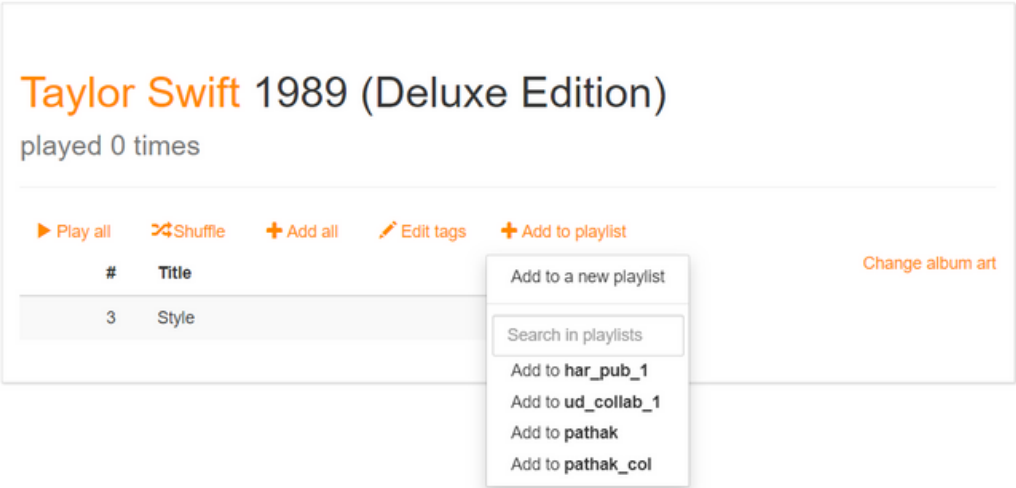 Taylor Swift 1989 (Deluxe Edition)
played 0 times
Play all Shuffle Add all Edit tags Add to playlist
Change album art
# Title
3 Style
Add to a new playlist
Search in playlists
Add to har_pub_1
Add to ud_collab_1
Add to pathak
Add to pathak_col